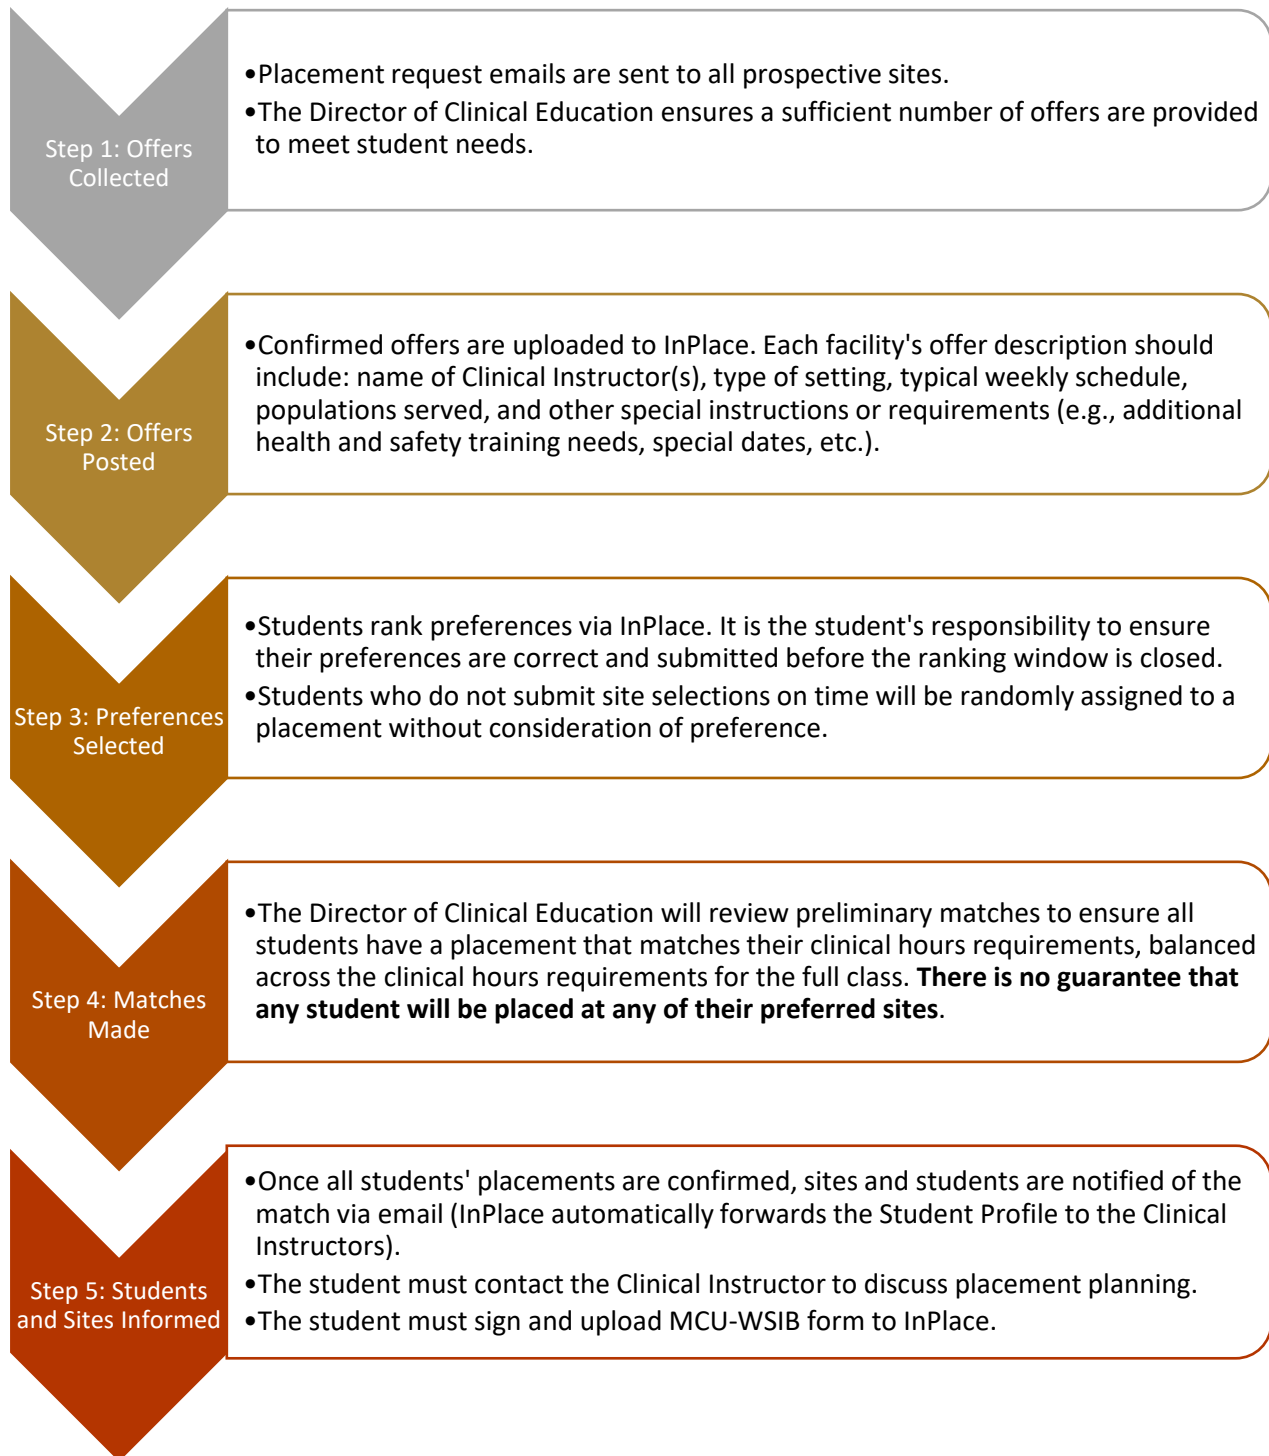 Step 1: Offers
Collected
•Placement request emails are sent to all prospective sites.
•The Director of Clinical Education ensures a sufficient number of offers are provided
to meet student needs.
Step 2: Offers
Posted
•Confirmed offers are uploaded to InPlace. Each facility's offer description should
include: name of Clinical Instructor(s), type of setting, typical weekly schedule,
populations served, and other special instructions or requirements (e.g., additional
health and safety training needs, special dates, etc.).
Step 3: Preferences
Selected
•Students rank preferences via InPlace. It is the student's responsibility to ensure
their preferences are correct and submitted before the ranking window is closed.
•Students who do not submit site selections on time will be randomly assigned to a
placement without consideration of preference.
Step 4: Matches
Made
•The Director of Clinical Education will review preliminary matches to ensure all
students have a placement that matches their clinical hours requirements, balanced
across the clinical hours requirements for the full class. There is no guarantee that
any student will be placed at any of their preferred sites.
Step 5: Students
and Sites Informed
•Once all students' placements are confirmed, sites and students are notified of the
match via email (InPlace automatically forwards the Student Profile to the Clinical
Instructors).
•The student must contact the Clinical Instructor to discuss placement planning.
•The student must sign and upload MCU-WSIB form to InPlace.